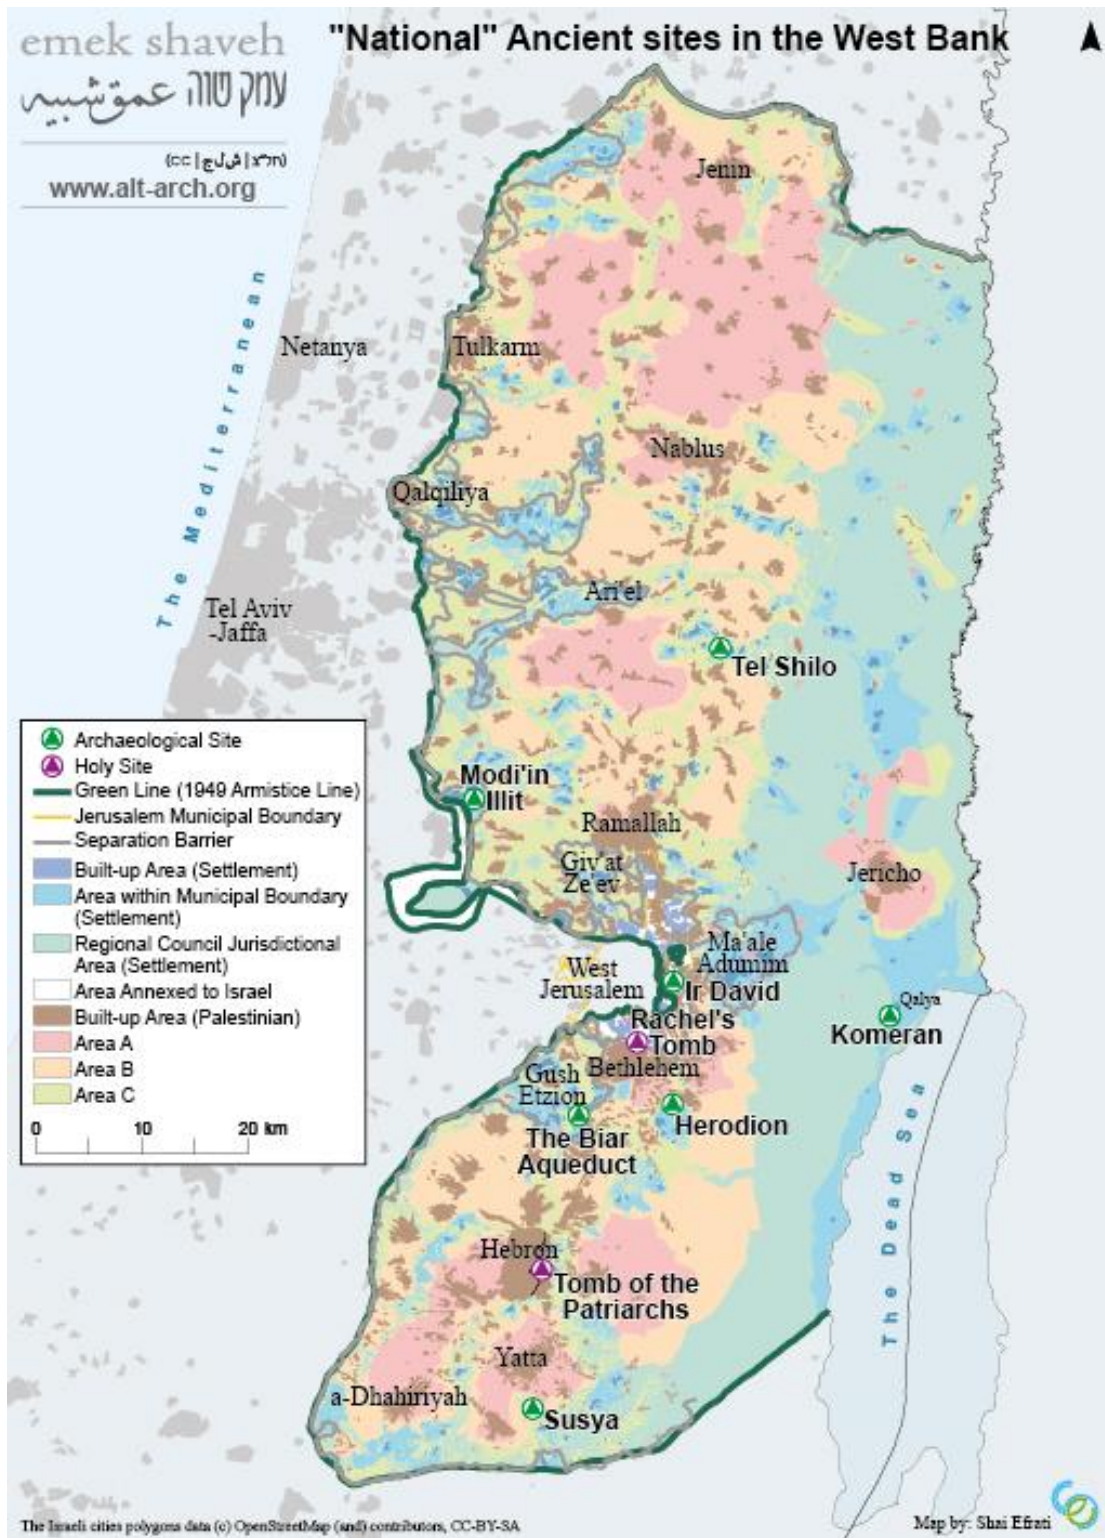 emek shaveh
עמק שווה عمق شبيه
"National" Ancient sites in the West Bank
www.alt-arch.org
The Mediterranean
Netanya
Tel Aviv
-Jaffa
Jenin
Tulkarm
Nablus
Qalqiliya
Ari'el
Tel Shilo
Modi'in
Illit
Ramallah
Giv'at
Ze'ev
Jericho
Ma'ale
Adumim
West
Jerusalem
Ir David
Rachel's
Tomb
Qalya
Komeran
Bethlehem
Gush
Etzion
Herodion
The Biar
Aqueduct
Hebron
Tomb of the
Patriarchs
Yatta
a-Dhahiriyah
Susya
The Dead Sea
Archaeological Site
Holy Site
Green Line (1949 Armistice Line)
Jerusalem Municipal Boundary
Separation Barrier
Built-up Area (Settlement)
Area within Municipal Boundary
(Settlement)
Regional Council Jurisdictional
Area (Settlement)
Area Annexed to Israel
Built-up Area (Palestinian)
Area A
Area B
Area C
0 10 20 km
The Israeli cities polygons data (c) OpenStreetMap (and) contributors, CC-BY-SA
Map by: Shai Efrati